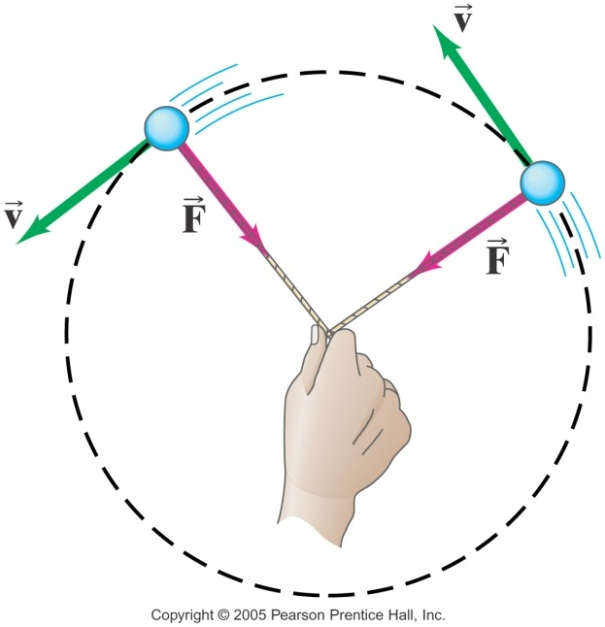 v⃗
v⃗
F⃗
F⃗
Copyright © 2005 Pearson Prentice Hall, Inc.